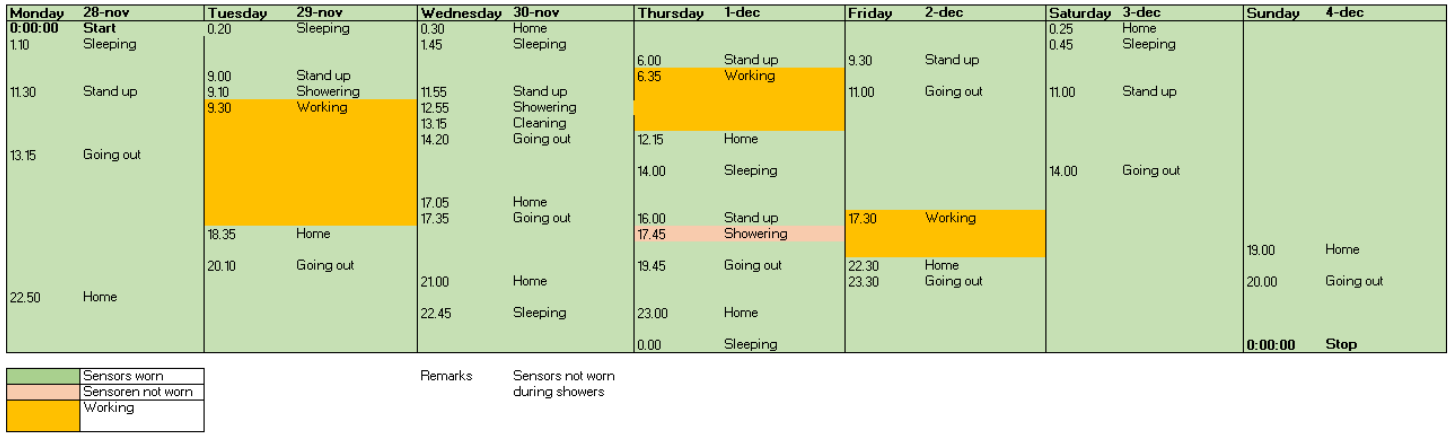 Monday 28-nov Tuesday 29-nov Wednesday 30-nov Thursday 1-dec Friday 2-dec Saturday 3-dec Sunday 4-dec
0:00:00 Start 0.20 Sleeping 0.30 Home 0.25 Home
1.10 Sleeping 1.45 Sleeping 0.45 Sleeping
6.00 Stand up 9.30 Stand up
9.00 Stand up 6.35 Working
11.30 Stand up 9.10 Showering 11.55 Stand up 11.00 Going out 11.00 Stand up
9.30 Working 12.55 Showering
13.15 Cleaning
14.20 Going out 12.15 Home
13.15 Going out
14.00 Sleeping 14.00 Going out
17.05 Home
17.35 Going out 16.00 Stand up 17.30 Working
18.35 Home 17.45 Showering
19.00 Home
20.10 Going out 19.45 Going out 22.30 Home
21.00 Home 23.30 Going out 20.00 Going out
22.50 Home
22.45 Sleeping 23.00 Home
0.00 Sleeping 0:00:00 Stop
Sensors worn Remarks Sensors not worn
Sensoren not worn during showers
Working